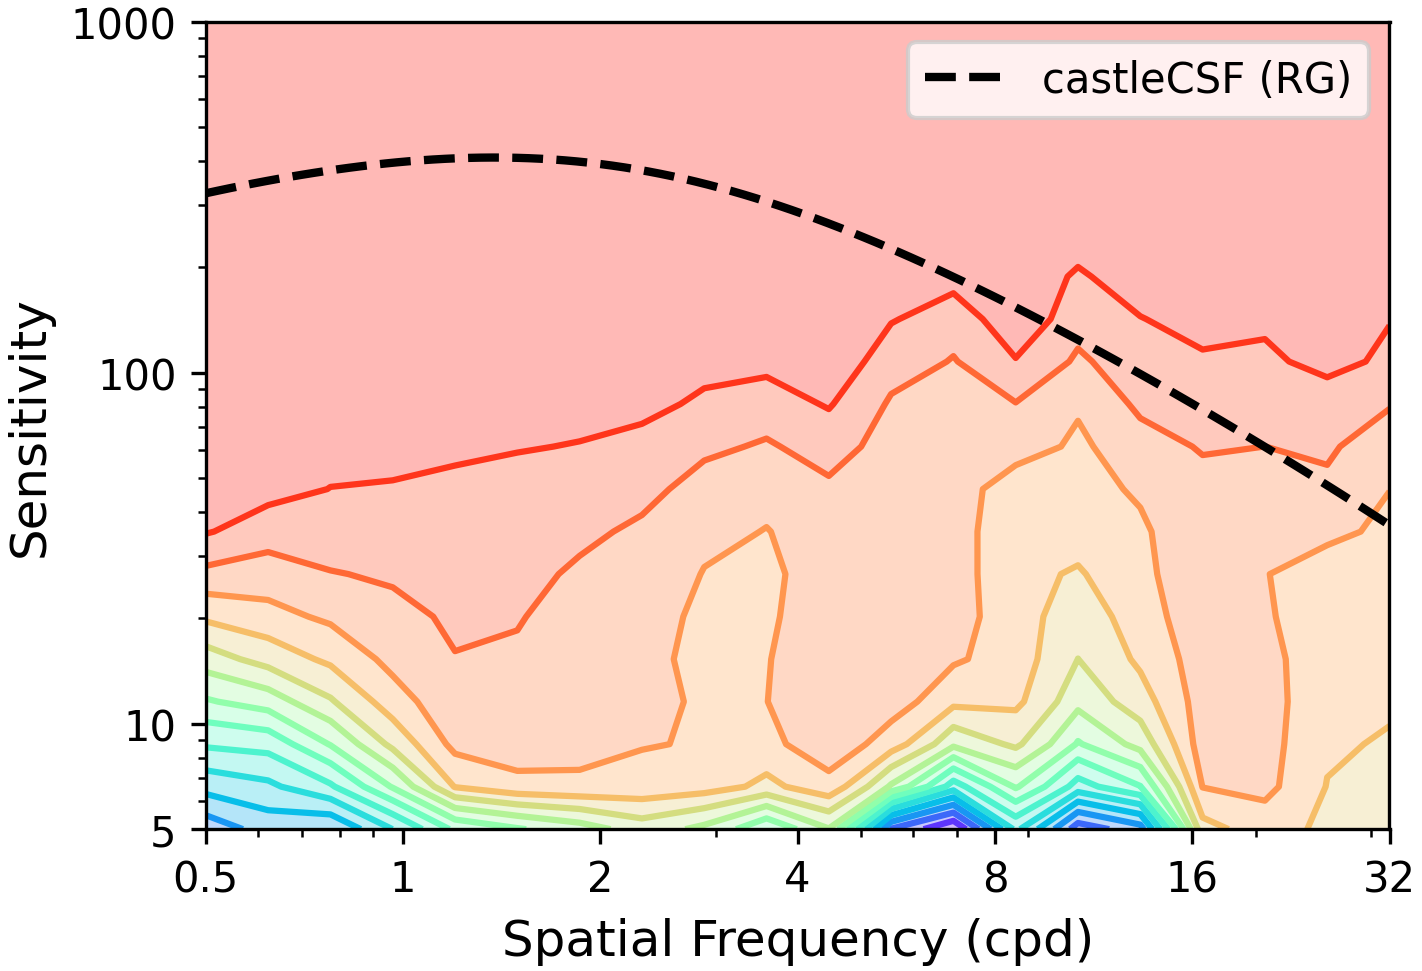 1000
castleCSF (RG)
100
Sensitivity
10
5
0.5 1 2 4 8 16 32
Spatial Frequency (cpd)